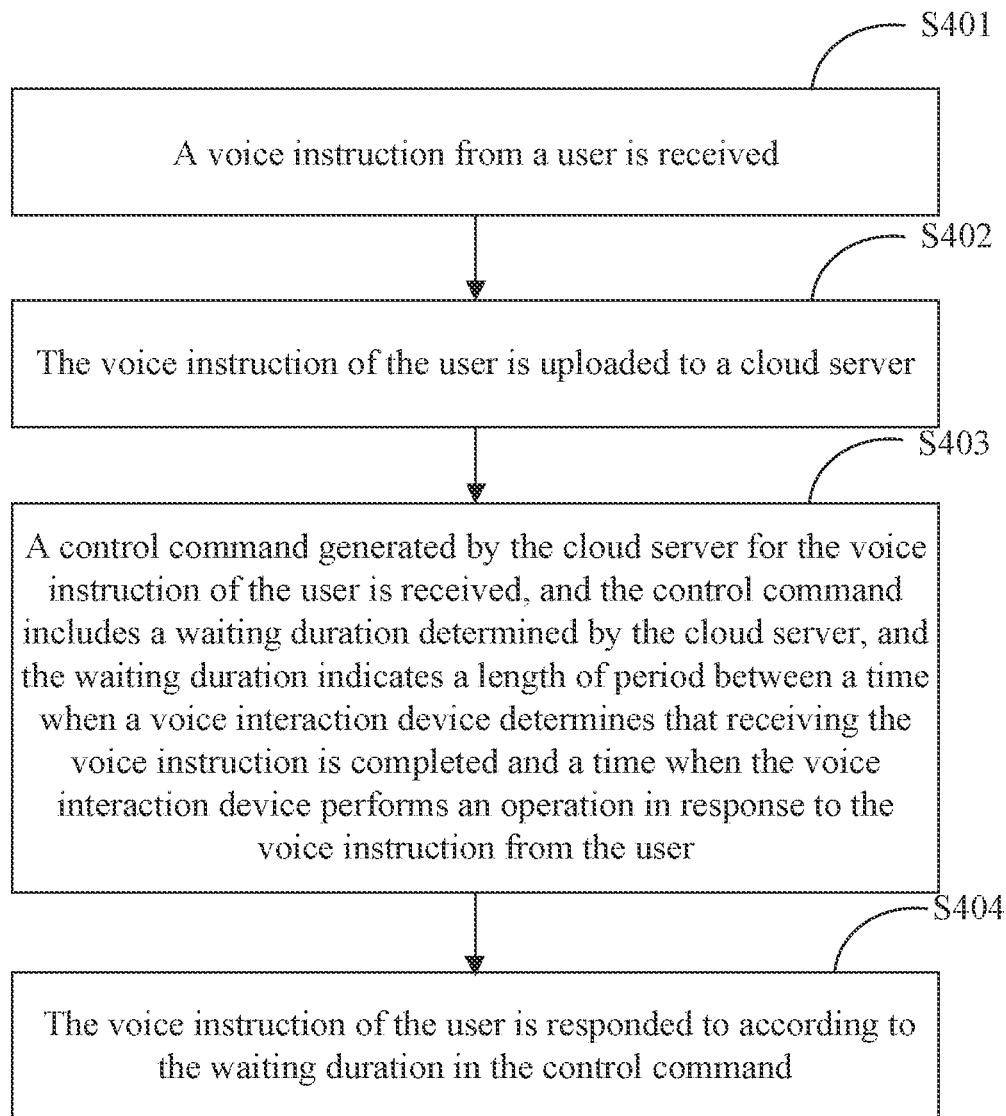 S401
A voice instruction from a user is received
S402
The voice instruction of the user is uploaded to a cloud server
S403
A control command generated by the cloud server for the voice
instruction of the user is received, and the control command
includes a waiting duration determined by the cloud server, and
the waiting duration indicates a length of period between a time
when a voice interaction device determines that receiving the
voice instruction is completed and a time when the voice
interaction device performs an operation in response to the
voice instruction from the user
S404
The voice instruction of the user is responded to according to
the waiting duration in the control command